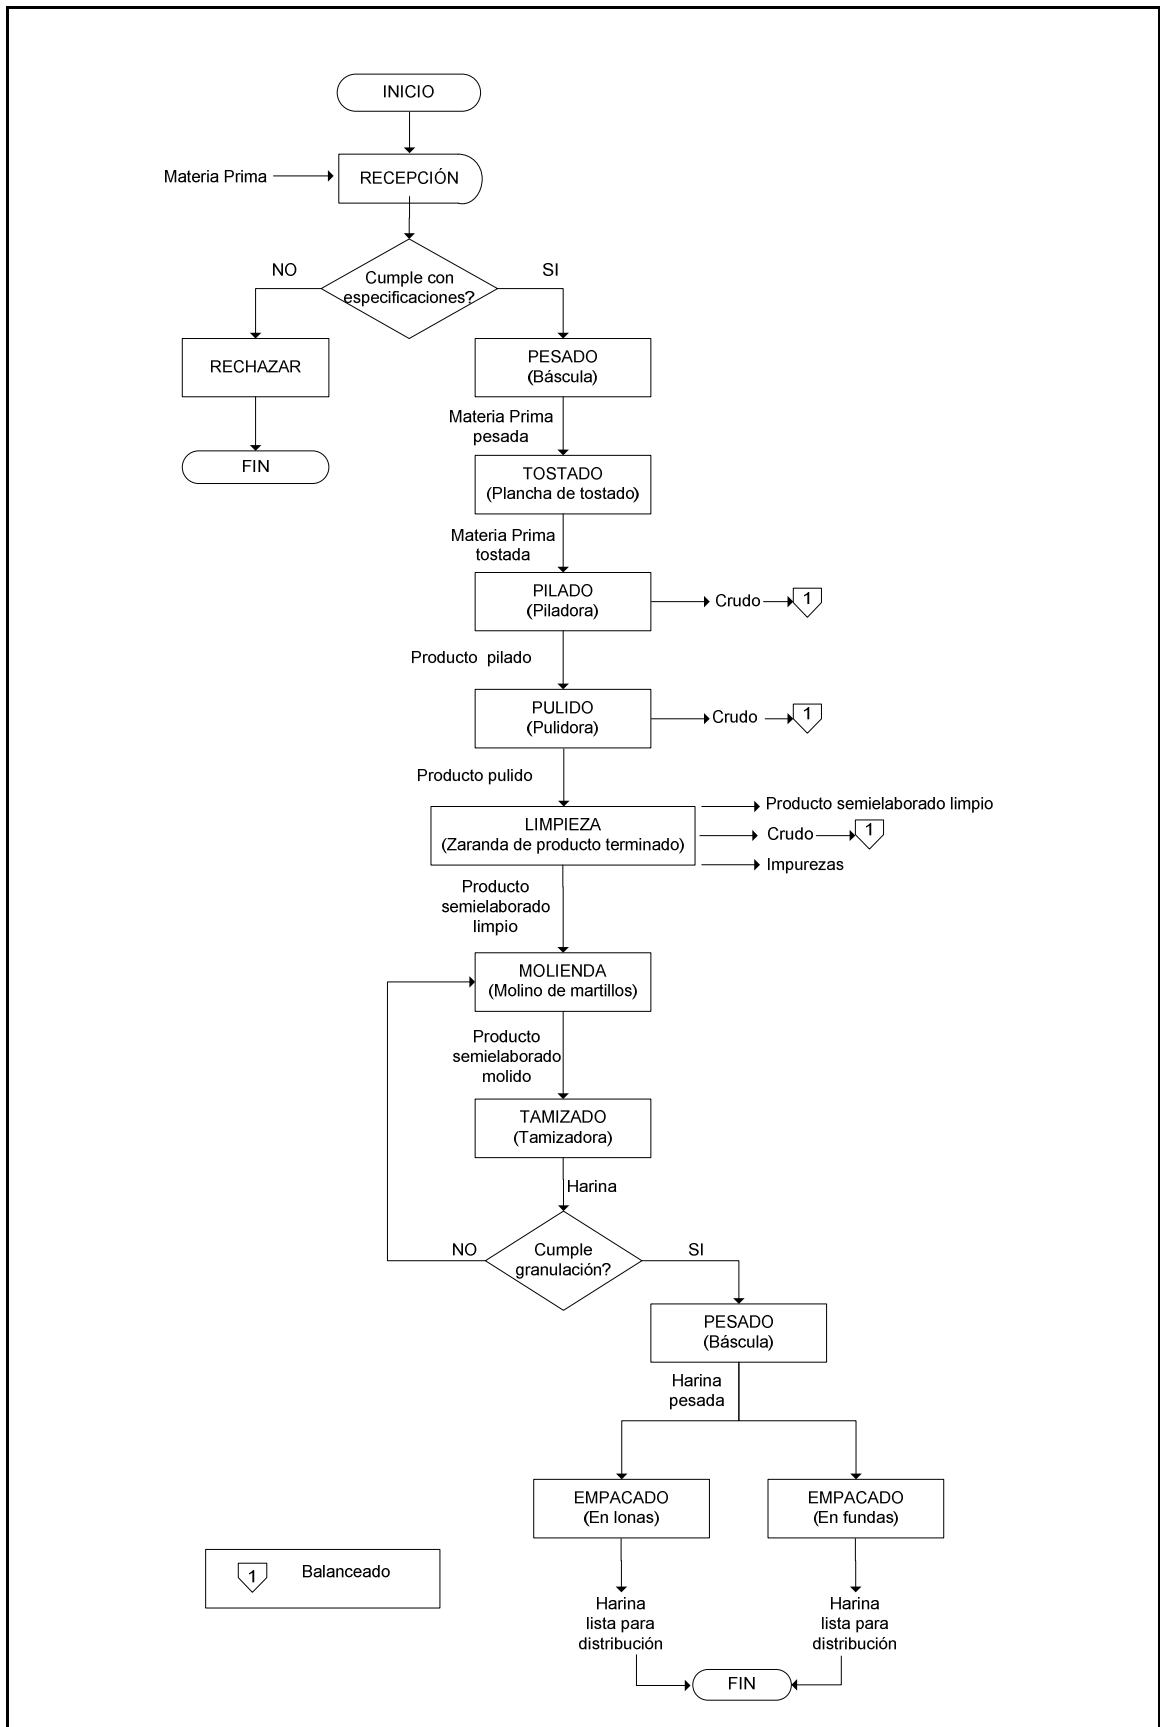 INICIO
Materia Prima
RECEPCIÓN
Cumple con
especificaciones?
NO
SI
RECHAZAR
FIN
PESADO
(Báscula)
Materia Prima
pesada
TOSTADO
(Plancha de tostado)
Materia Prima
tostada
PILADO
(Piladora)
Crudo
1
Producto pilado
PULIDO
(Pulidora)
Crudo
1
Producto pulido
LIMPIEZA
(Zaranda de producto terminado)
Producto semielaborado limpio
Crudo
1
Impurezas
Producto
semielaborado
limpio
MOLIENDA
(Molino de martillos)
Producto
semielaborado
molido
TAMIZADO
(Tamizadora)
Harina
Cumple
granulación?
NO
SI
PESADO
(Báscula)
Harina
pesada
EMPACADO
(En lonas)
EMPACADO
(En fundas)
1
Balanceado
Harina
lista para
distribución
Harina
lista para
distribución
FIN